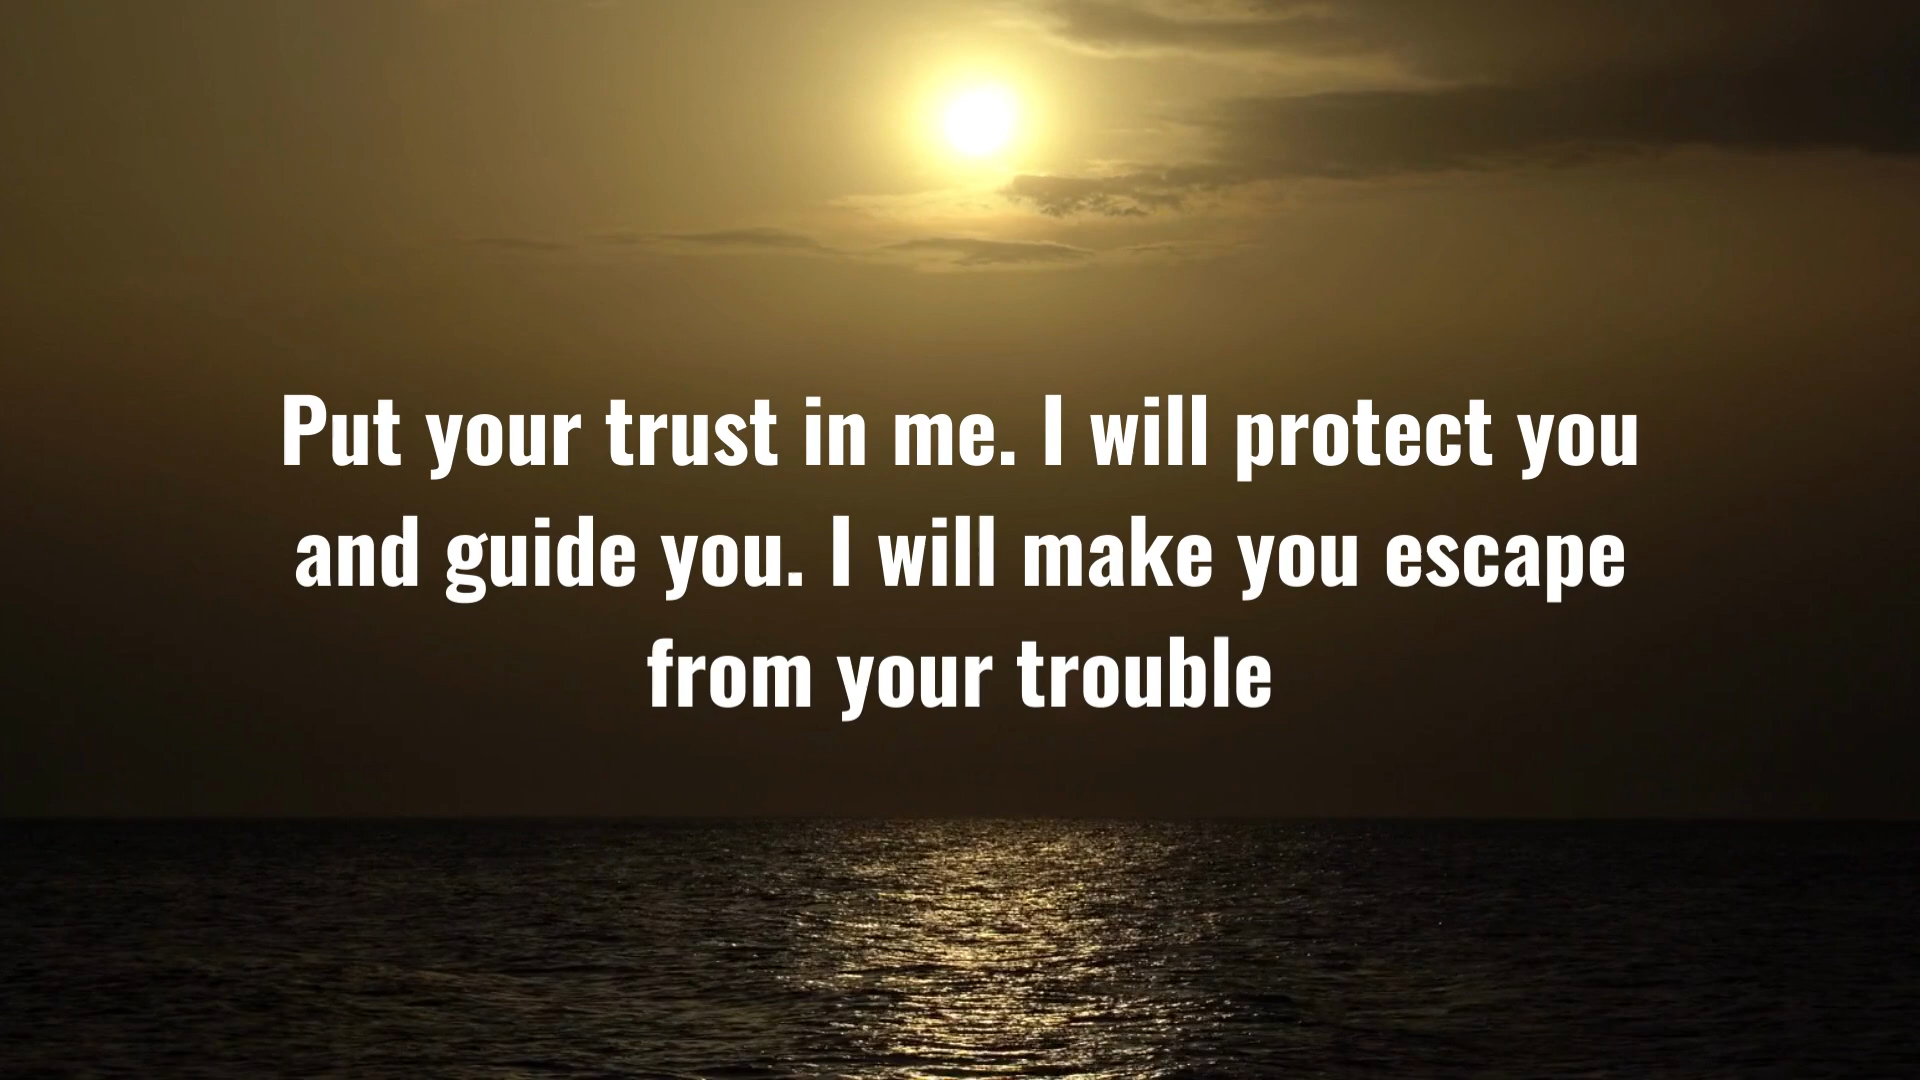 Put your trust in me. I will protect you
and guide you. I will make you escape
from your trouble